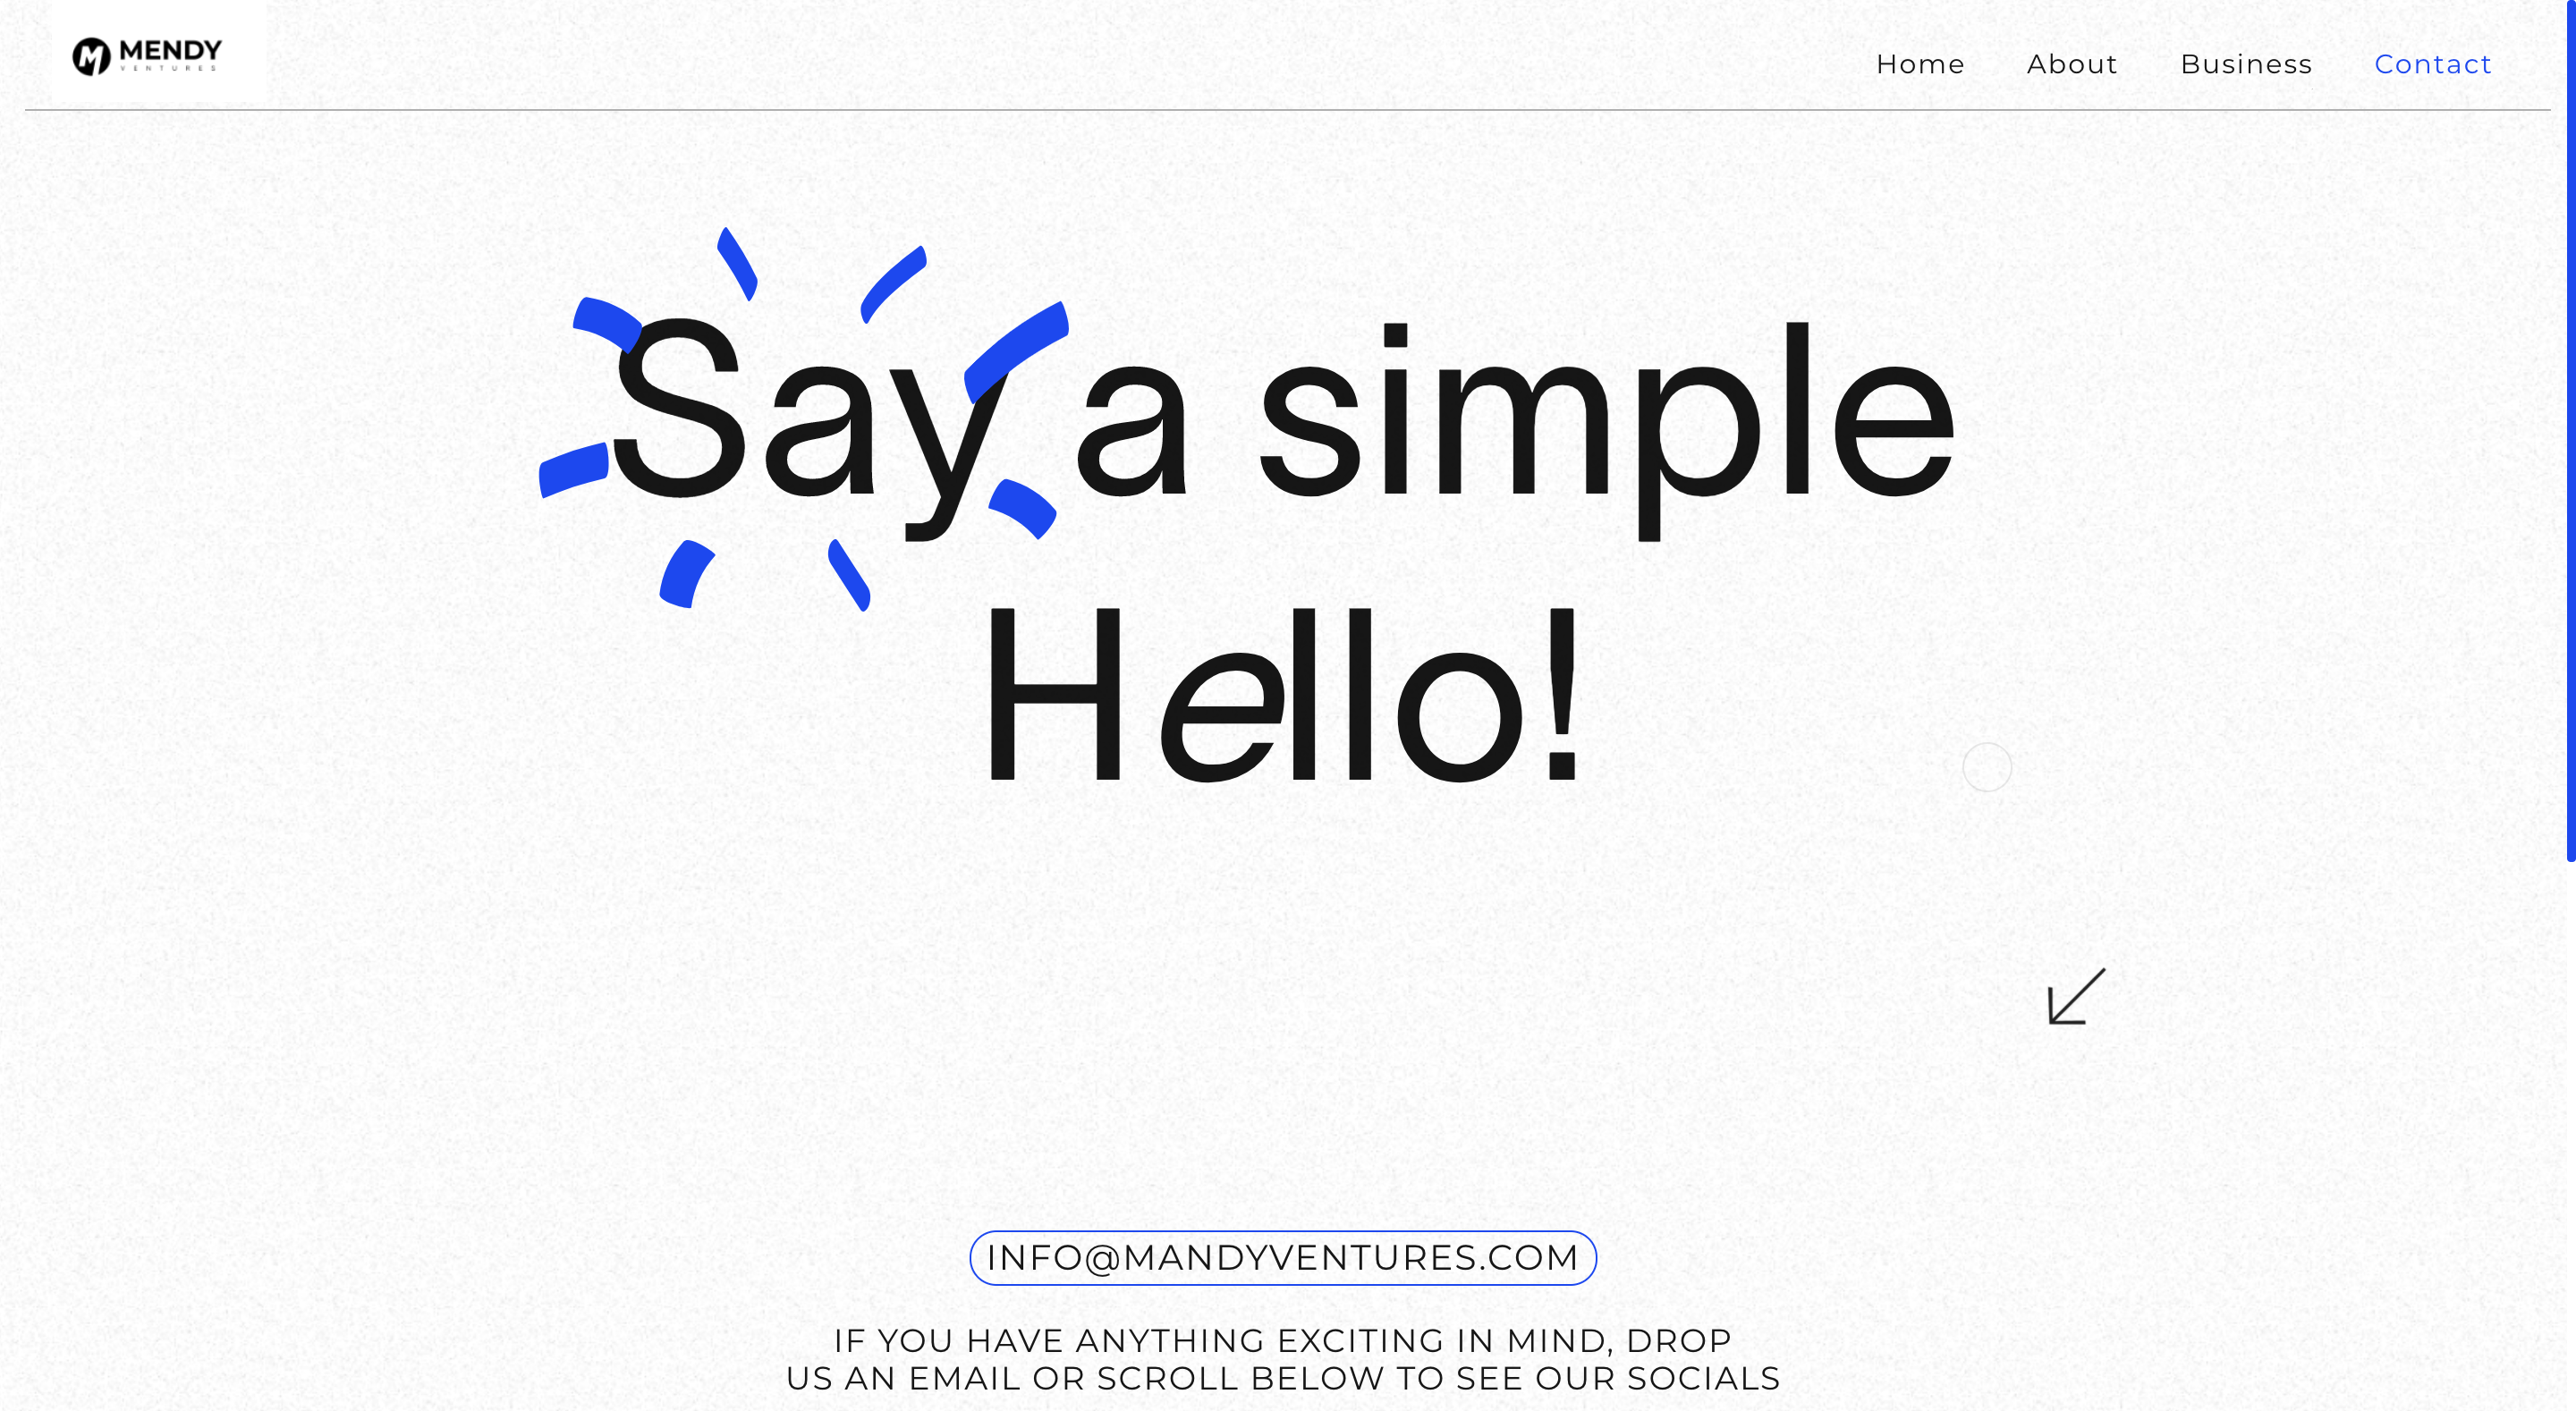 MENDY
VENTURES
Home About Business Contact
Say a simple
Hello!
INFO@MANDYVENTURES.COM
IF YOU HAVE ANYTHING EXCITING IN MIND, DROP
US AN EMAIL OR SCROLL BELOW TO SEE OUR SOCIALS